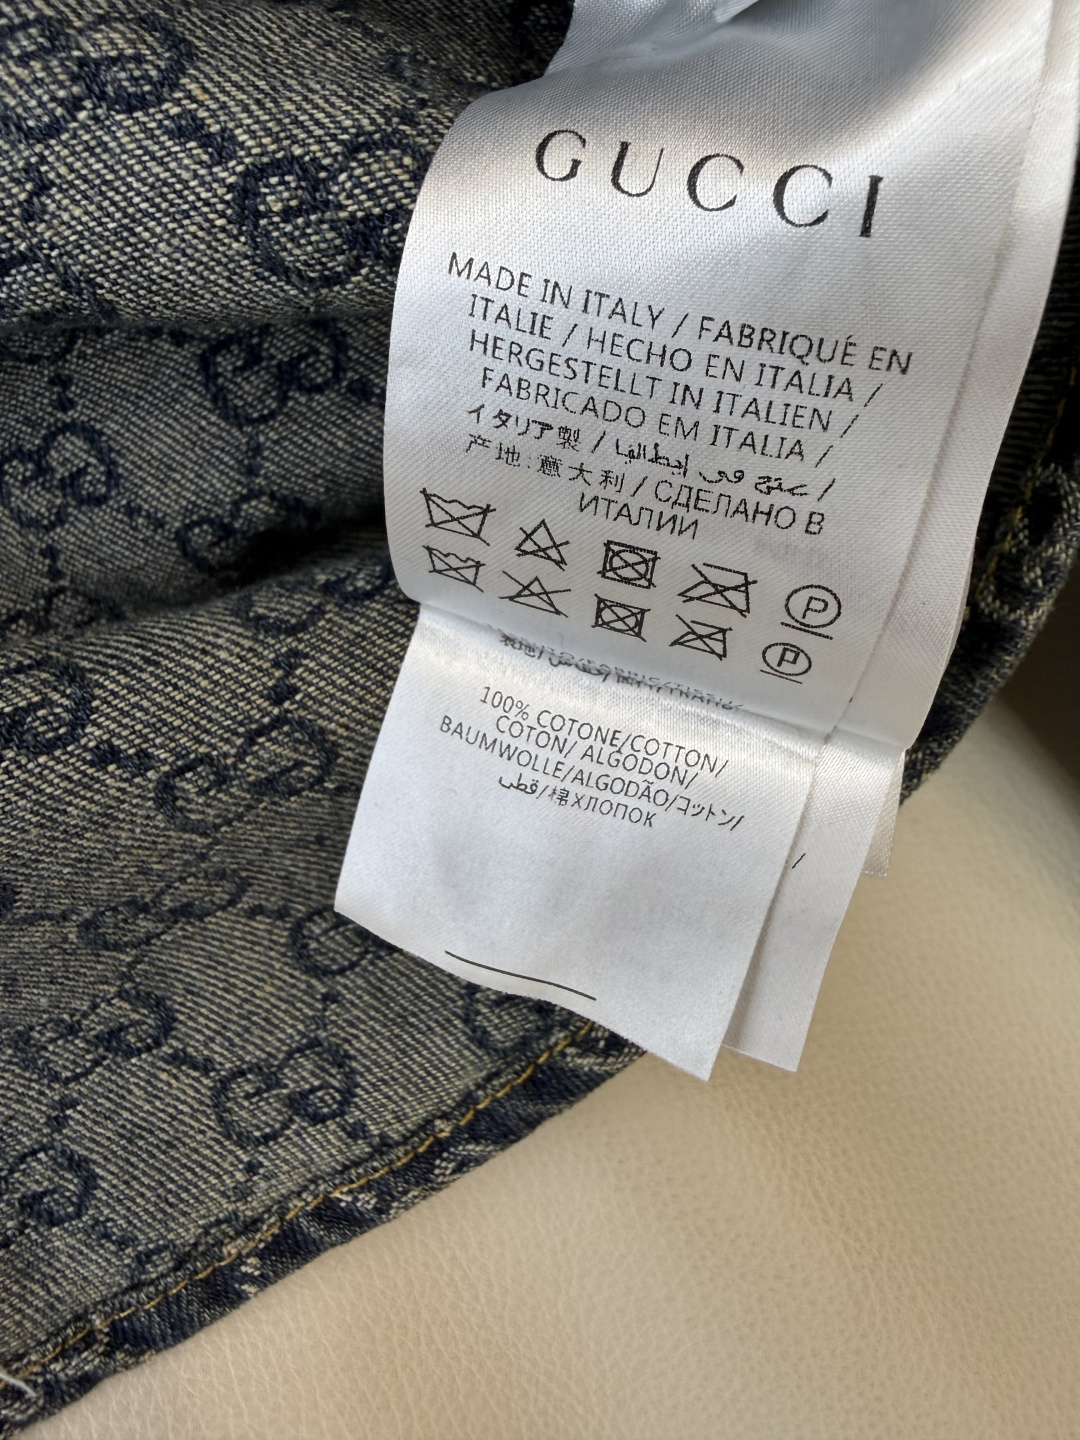 GUCCI
MADE IN ITALY / FABRIQUÉ EN
ITALIE / HECHO EN ITALIA /
HERGESTELLT IN ITALIEN /
FABRICADO EM ITALIA /
イタリア製 / في /
产地:意大利 / СДЕЛАНО В
ИТАЛИИ
P
P
100% COTONE/COTTON/
COTON/ ALGODON/
BAUMWOLLE/ALGODÃO/コットン/
قطن/棉ХЛОПОК
/